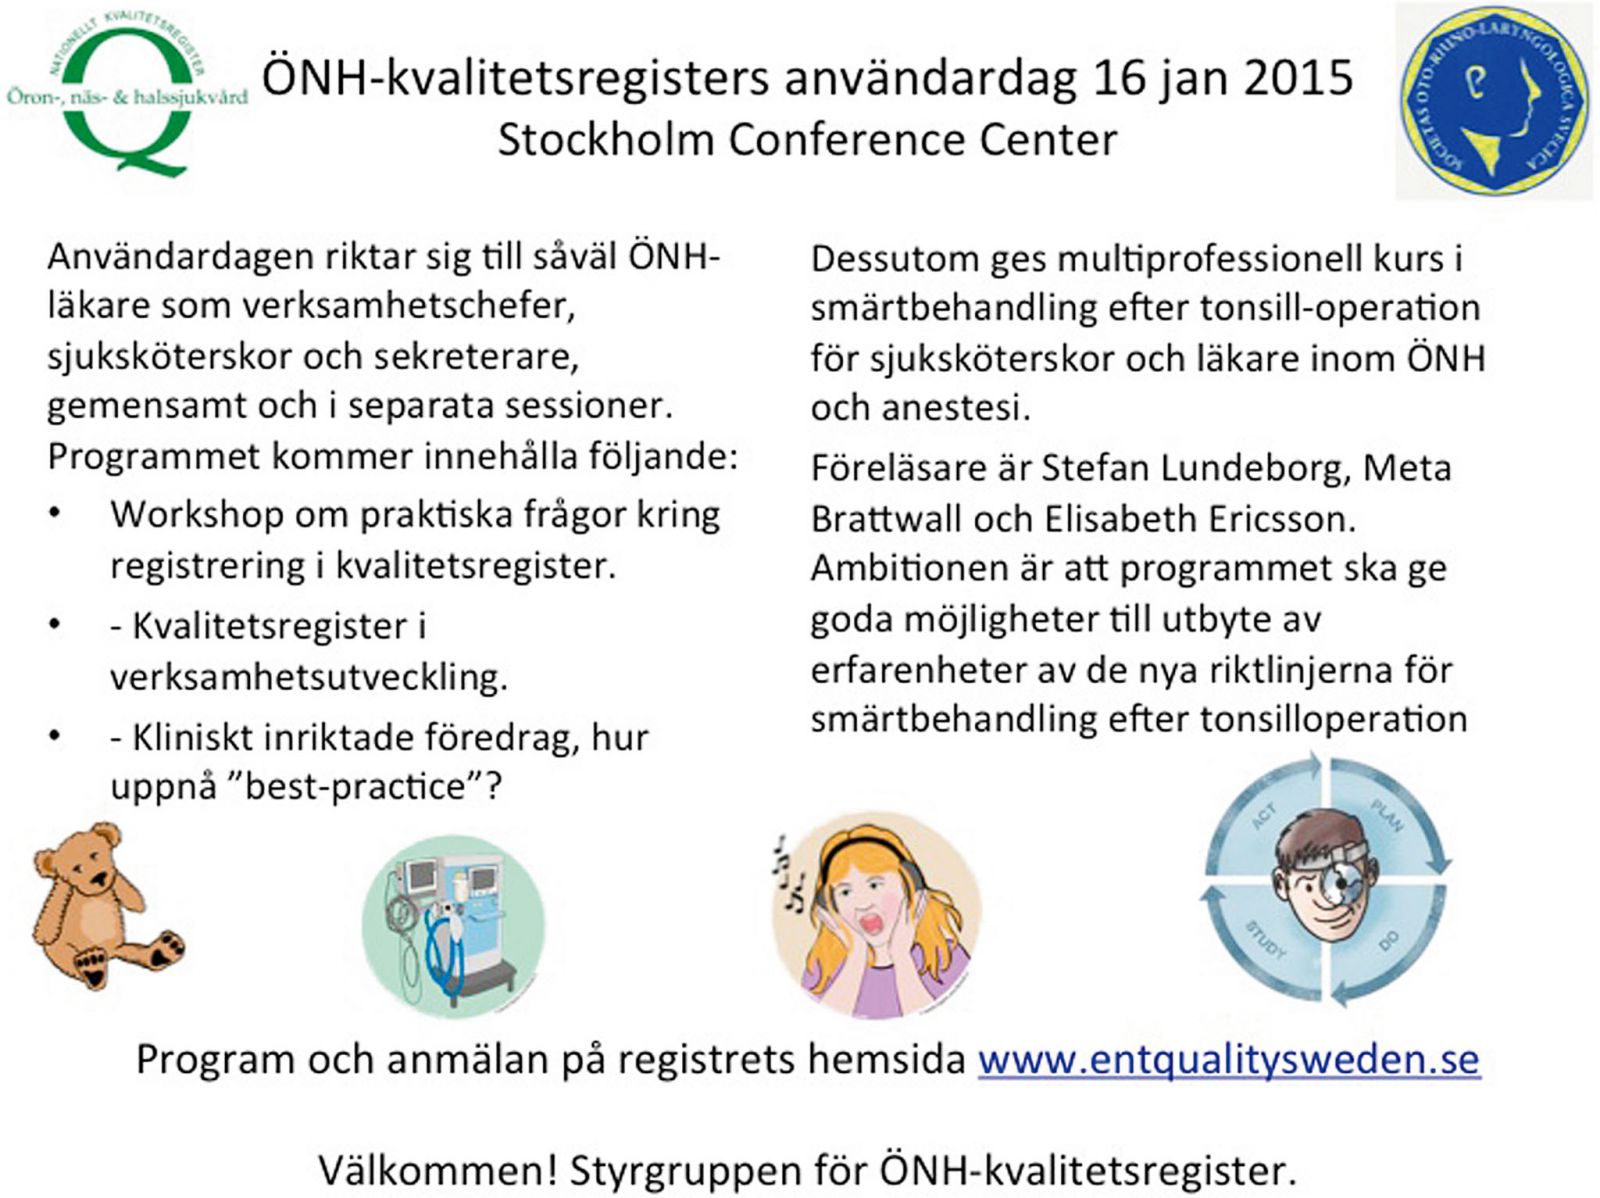 NATIONELLT KVALITETSREGISTER
Öron-, näs- & halssjukvård
ÖNH-kvalitetsregisters användardag 16 jan 2015
Stockholm Conference Center
SOCIETAS OTO-RHINO-LARYNGOLOGICA SVECICA
Användardagen riktar sig till såväl ÖNH-
läkare som verksamhetschefer,
sjuksköterskor och sekreterare,
gemensamt och i separata sessioner.
Programmet kommer innehålla följande:
• Workshop om praktiska frågor kring
registrering i kvalitetsregister.
• - Kvalitetsregister i
verksamhetsutveckling.
• - Kliniskt inriktade föredrag, hur
uppnå ”best-practice”?
Dessutom ges multiprofessionell kurs i
smärtbehandling efter tonsill-operation
för sjuksköterskor och läkare inom ÖNH
och anestesi.
Föreläsare är Stefan Lundeborg, Meta
Brattwall och Elisabeth Ericsson.
Ambitionen är att programmet ska ge
goda möjligheter till utbyte av
erfarenheter av de nya riktlinjerna för
smärtbehandling efter tonsilloperation
ACT
PLAN
STUDY
DO
Program och anmälan på registrets hemsida www.entqualitysweden.se
Välkommen! Styrgruppen för ÖNH-kvalitetsregister.